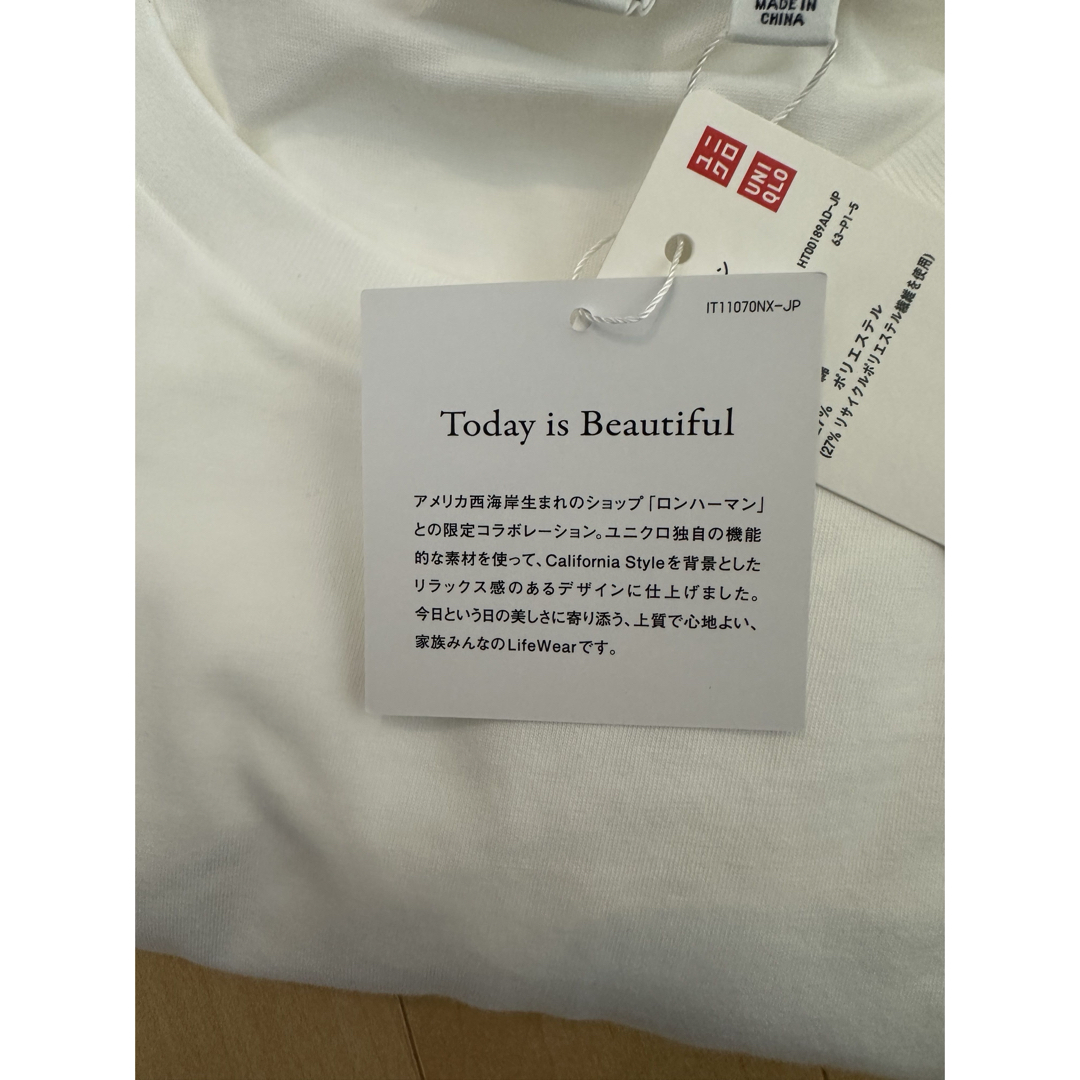 MADE IN
CHINA
ユニ
クロ
UNI
QLO
HT00189AD-JP
63-P1-5
ポリエステル
(27% リサイクルポリエステル繊維を使用)
IT11070NX-JP
Today is Beautiful
アメリカ西海岸生まれのショップ「ロンハーマン」
との限定コラボレーション。ユニクロ独自の機能
的な素材を使って、California Styleを背景とした
リラックス感のあるデザインに仕上げました。
今日という日の美しさに寄り添う、上質で心地よい、
家族みんなのLifeWearです。